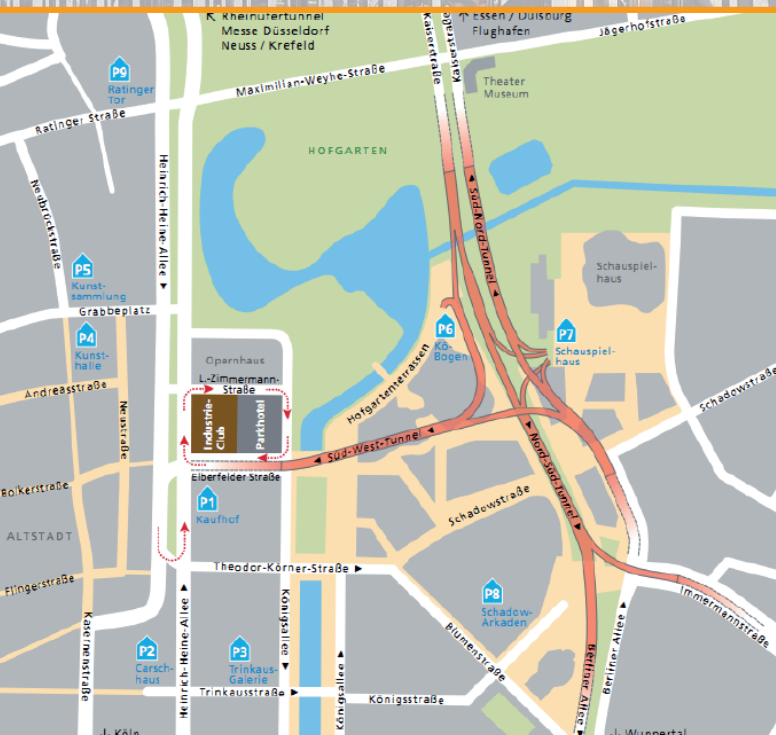 Rheinufertunnel
Messe Düsseldorf
Neuss / Krefeld
Kaiserstraße
Kaiserstraße
Essen / Duisburg
Flughafen
Jägerhofstraße
P9
Ratinger
Tor
Maximilian-Weyhe-Straße
Theater
Museum
Ratinger Straße
HOFGARTEN
Heinrich-Heine-Allee
Neubrückstraße
Süd-Nord-Tunnel
P5
Kunst-
sammlung
Schauspiel-
haus
Grabbeplatz
P4
Kunst-
halle
P6
Kö-
Bogen
P7
Schauspiel-
haus
Opernhaus
L.-Zimmermann-
Straße
Hofgartenterrassen
Andreasstraße
Neustraße
Industrie-
Club
Parkhotel
Schadowstraße
Süd-West-Tunnel
Nord-Süd-Tunnel
Elberfelder Straße
Bolkerstraße
P1
Kaufhof
Schadowstraße
ALTSTADT
Theodor-Körner-Straße
Flingerstraße
P8
Schadow-
Arkaden
Immermannstraße
Kasernenstraße
Heinrich-Heine-Allee
Königsallee
Königsallee
Blumenstraße
Berliner Allee
Berliner Allee
P2
Carsch-
haus
P3
Trinkaus-
Galerie
Trinkausstraße
Königsstraße
Köln
Wuppertal